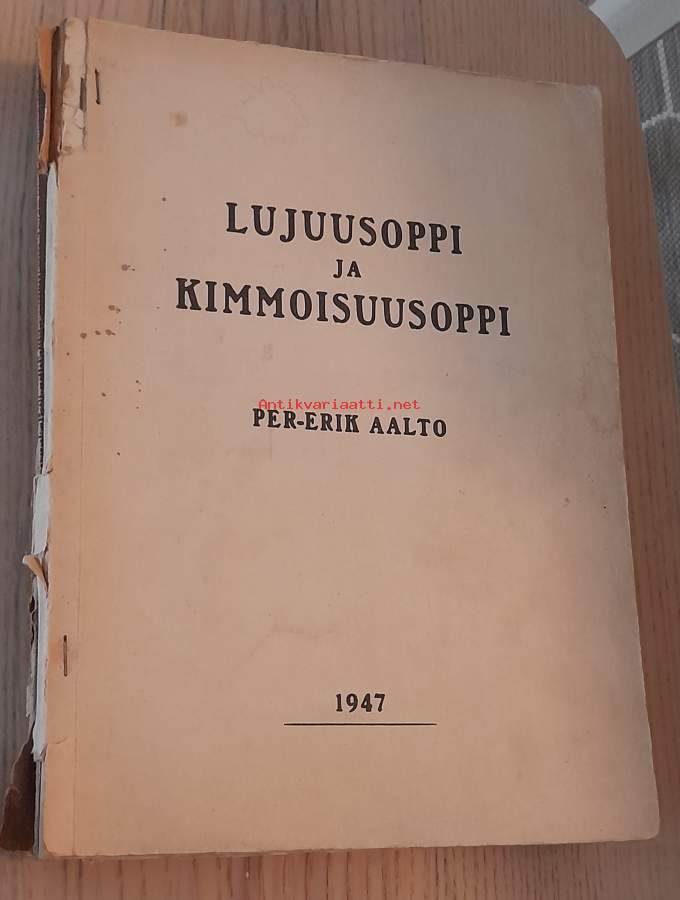 LUJUUSOPPI
JA
KIMMOISUUSOPPI
Antikvariaatti.net
PER-ERIK AALTO
1947